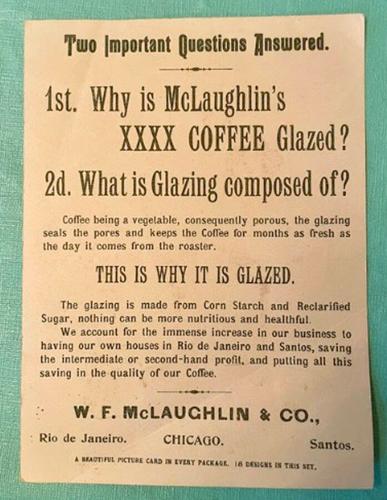 Two Important Questions Answered.
1st. Why is McLaughlin's
XXXX COFFEE Glazed?
2d. What is Glazing composed of?
Coffee being a vegetable, consequently porous, the glazing
seals the pores and keeps the Coffee for months as fresh as
the day it comes from the roaster.
THIS IS WHY IT IS GLAZED.
The glazing is made from Corn Starch and Reclarified
Sugar, nothing can be more nutritious and healthful.
We account for the immense increase in our business to
having our own houses in Rio de Janeiro and Santos, saving
the intermediate or second-hand profit, and putting all this
saving in the quality of our Coffee.
W. F. McLAUGHLIN & CO.,
Rio de Janeiro. CHICAGO. Santos.
A BEAUTIFUL PICTURE CARD IN EVERY PACKAGE. 16 DESIGNS IN THIS SET.